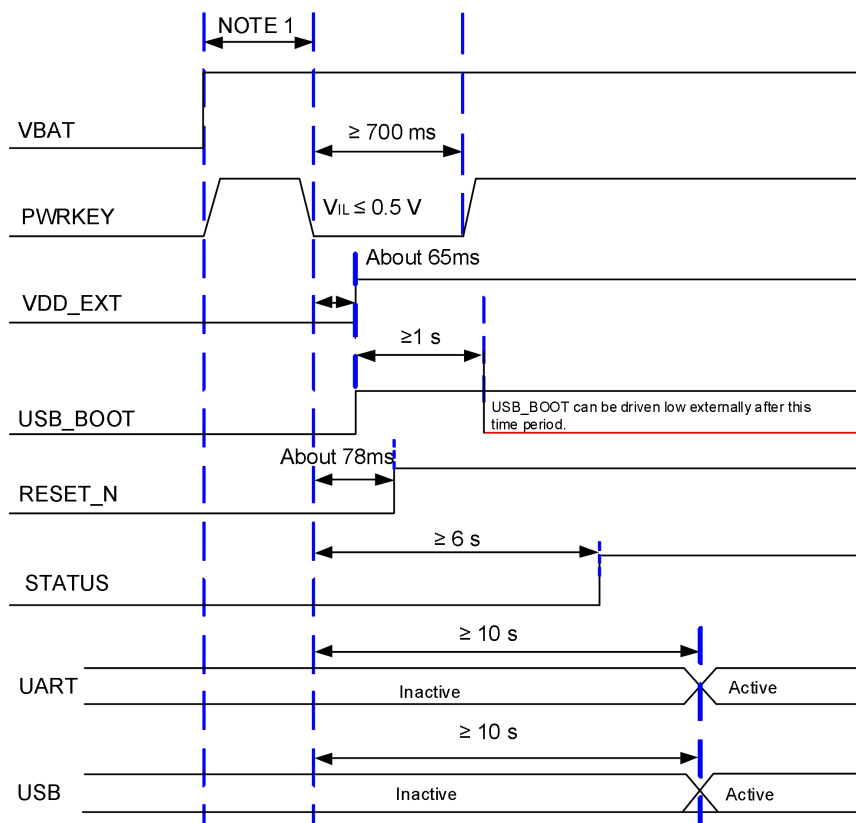 NOTE 1
VBAT
≥ 700 ms
PWRKEY
VIL ≤ 0.5 V
About 65ms
VDD_EXT
≥1 s
USB_BOOT
USB_BOOT can be driven low externally after this
time period.
About 78ms
RESET_N
≥ 6 s
STATUS
≥ 10 s
UART
Inactive
Active
≥ 10 s
USB
Inactive
Active